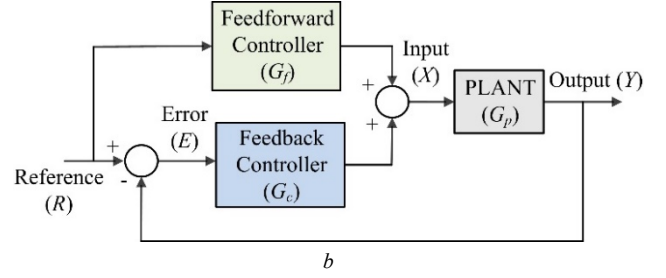 Feedforward
Controller
(Gf)
Input
(X)
+
+
PLANT
(Gp)
Output (Y)
Error
(E)
Feedback
Controller
(Gc)
+
-
Reference
(R)
b